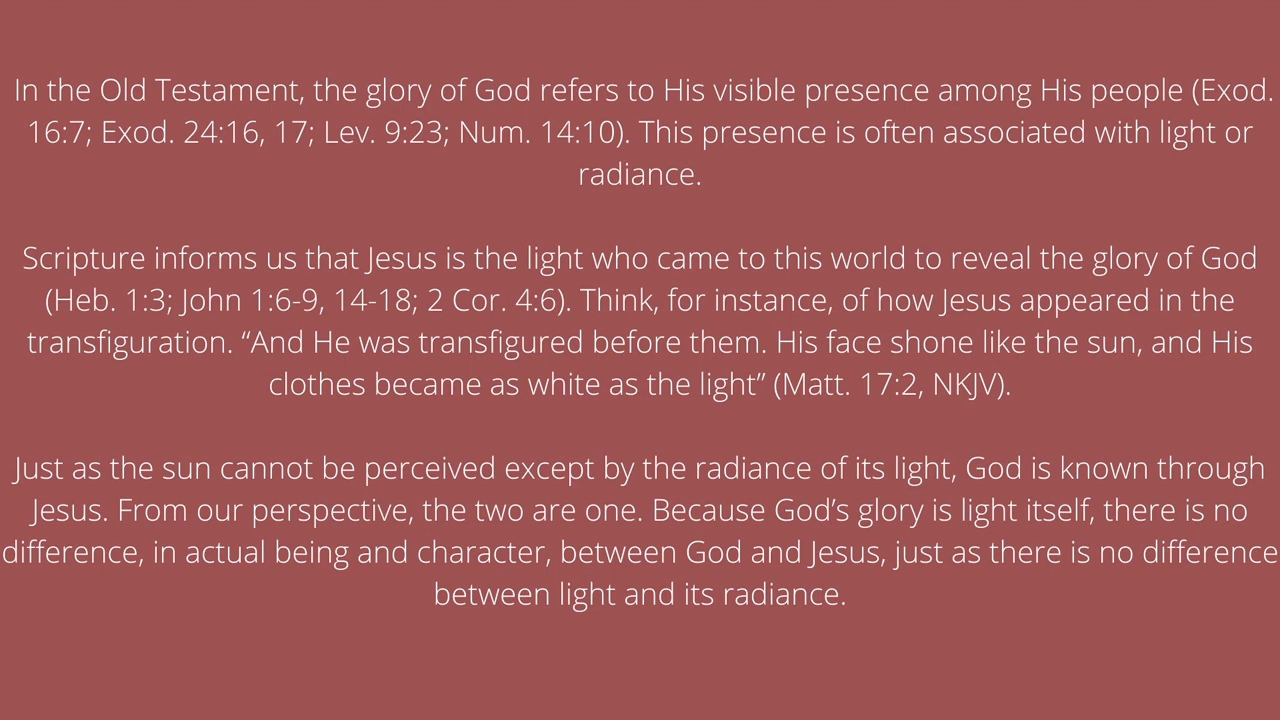 In the Old Testament, the glory of God refers to His visible presence among His people (Exod.
16:7; Exod. 24:16, 17; Lev. 9:23; Num. 14:10). This presence is often associated with light or
radiance.
Scripture informs us that Jesus is the light who came to this world to reveal the glory of God
(Heb. 1:3; John 1:6-9, 14-18; 2 Cor. 4:6). Think, for instance, of how Jesus appeared in the
transfiguration. “And He was transfigured before them. His face shone like the sun, and His
clothes became as white as the light” (Matt. 17:2, NKJV).
Just as the sun cannot be perceived except by the radiance of its light, God is known through
Jesus. From our perspective, the two are one. Because God’s glory is light itself, there is no
difference, in actual being and character, between God and Jesus, just as there is no difference
between light and its radiance.